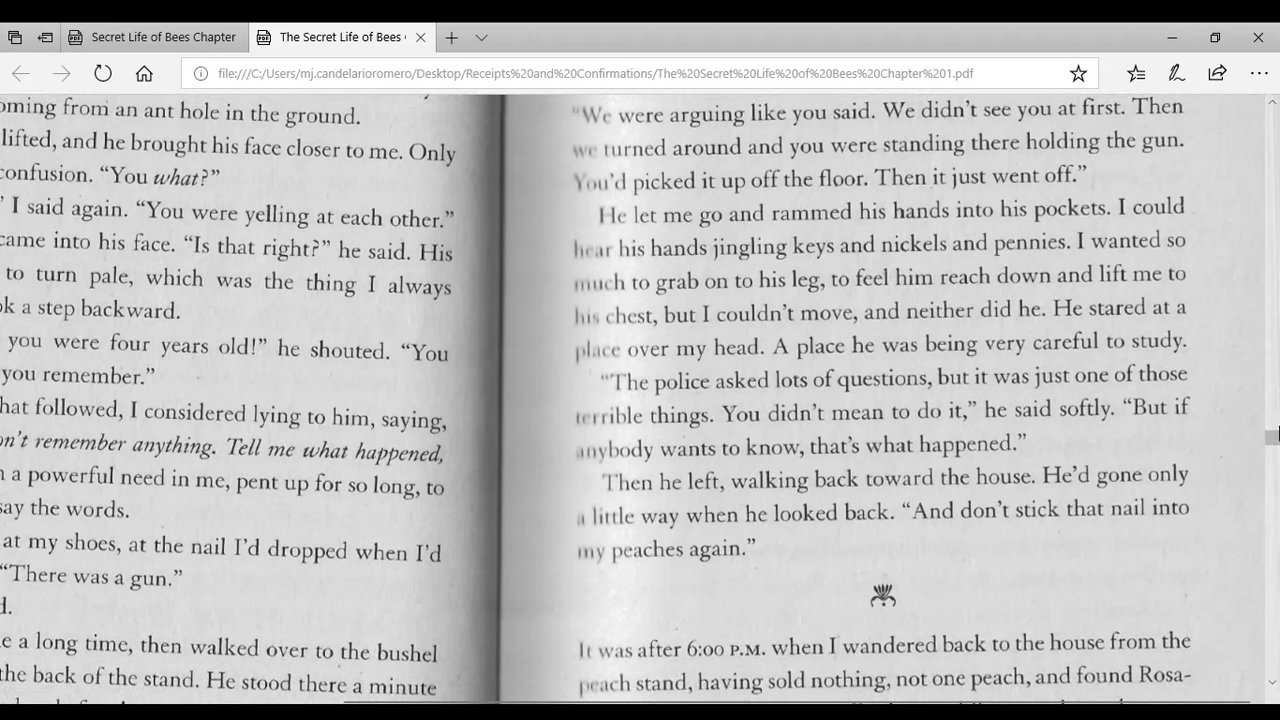 Secret Life of Bees Chapter
The Secret Life of Bees
file:///C:/Users/mj.candelarioromero/Desktop/Receipts%20and%20Confirmations/The%20Secret%20Life%20of%20Bees%20Chapter%201.pdf
oming from an ant hole in the ground.
lifted, and he brought his face closer to me. Only
confusion. “You what?”
” I said again. “You were yelling at each other.”
came into his face. “Is that right?” he said. His
to turn pale, which was the thing I always
ok a step backward.
you were four years old!” he shouted. “You
you remember.”
hat followed, I considered lying to him, saying,
on’t remember anything. Tell me what happened,
a powerful need in me, pent up for so long, to
say the words.
at my shoes, at the nail I’d dropped when I’d
“There was a gun.”
d.
e a long time, then walked over to the bushel
the back of the stand. He stood there a minute
“We were arguing like you said. We didn’t see you at first. Then
we turned around and you were standing there holding the gun.
You’d picked it up off the floor. Then it just went off.”
He let me go and rammed his hands into his pockets. I could
hear his hands jingling keys and nickels and pennies. I wanted so
much to grab on to his leg, to feel him reach down and lift me to
his chest, but I couldn’t move, and neither did he. He stared at a
place over my head. A place he was being very careful to study.
“The police asked lots of questions, but it was just one of those
terrible things. You didn’t mean to do it,” he said softly. “But if
anybody wants to know, that’s what happened.”
Then he left, walking back toward the house. He’d gone only
a little way when he looked back. “And don’t stick that nail into
my peaches again.”
It was after 6:00 P.M. when I wandered back to the house from the
peach stand, having sold nothing, not one peach, and found Rosa-